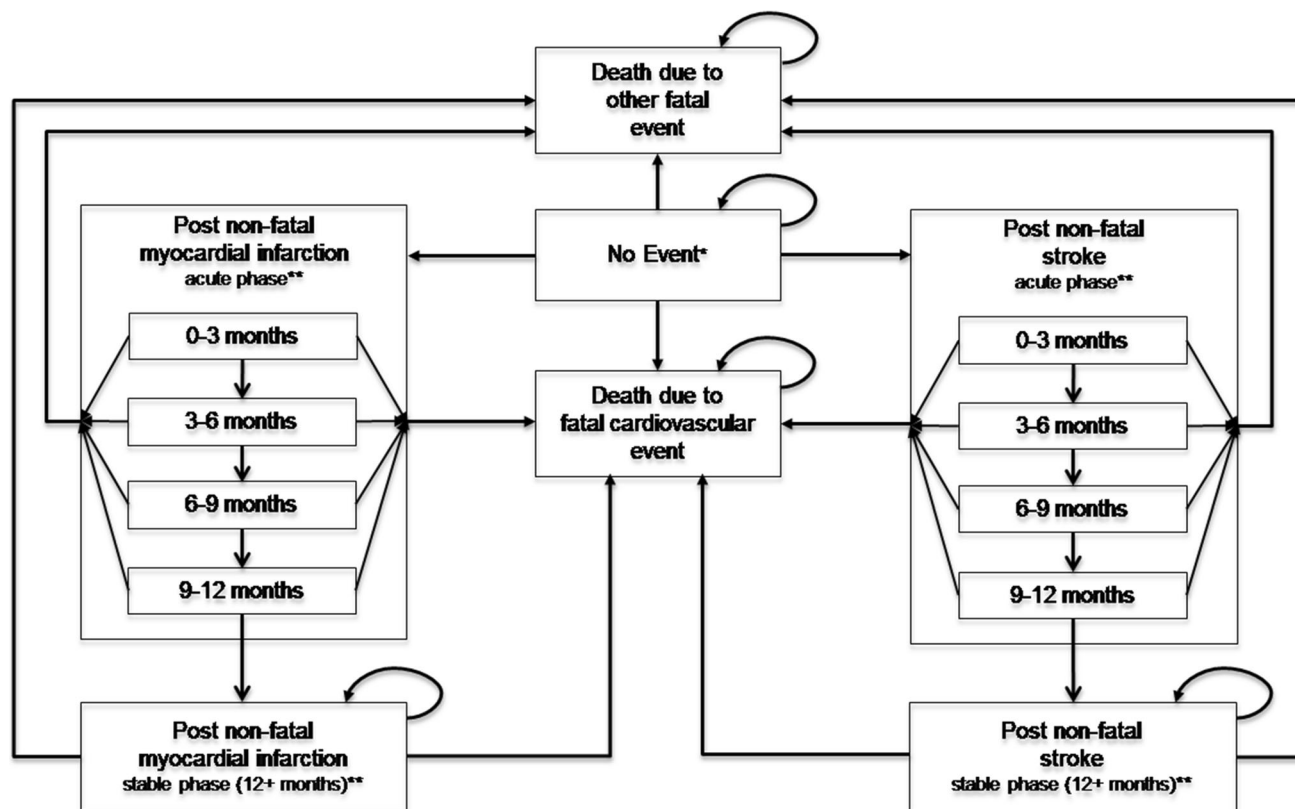 Death due to
other fatal
event
No Event*
Post non-fatal
myocardial infarction
acute phase**
0-3 months
3-6 months
6-9 months
9-12 months
Death due to
fatal cardiovascular
event
Post non-fatal
stroke
acute phase**
0-3 months
3-6 months
6-9 months
9-12 months
Post non-fatal
myocardial infarction
stable phase (12+ months)**
Post non-fatal
stroke
stable phase (12+ months)**